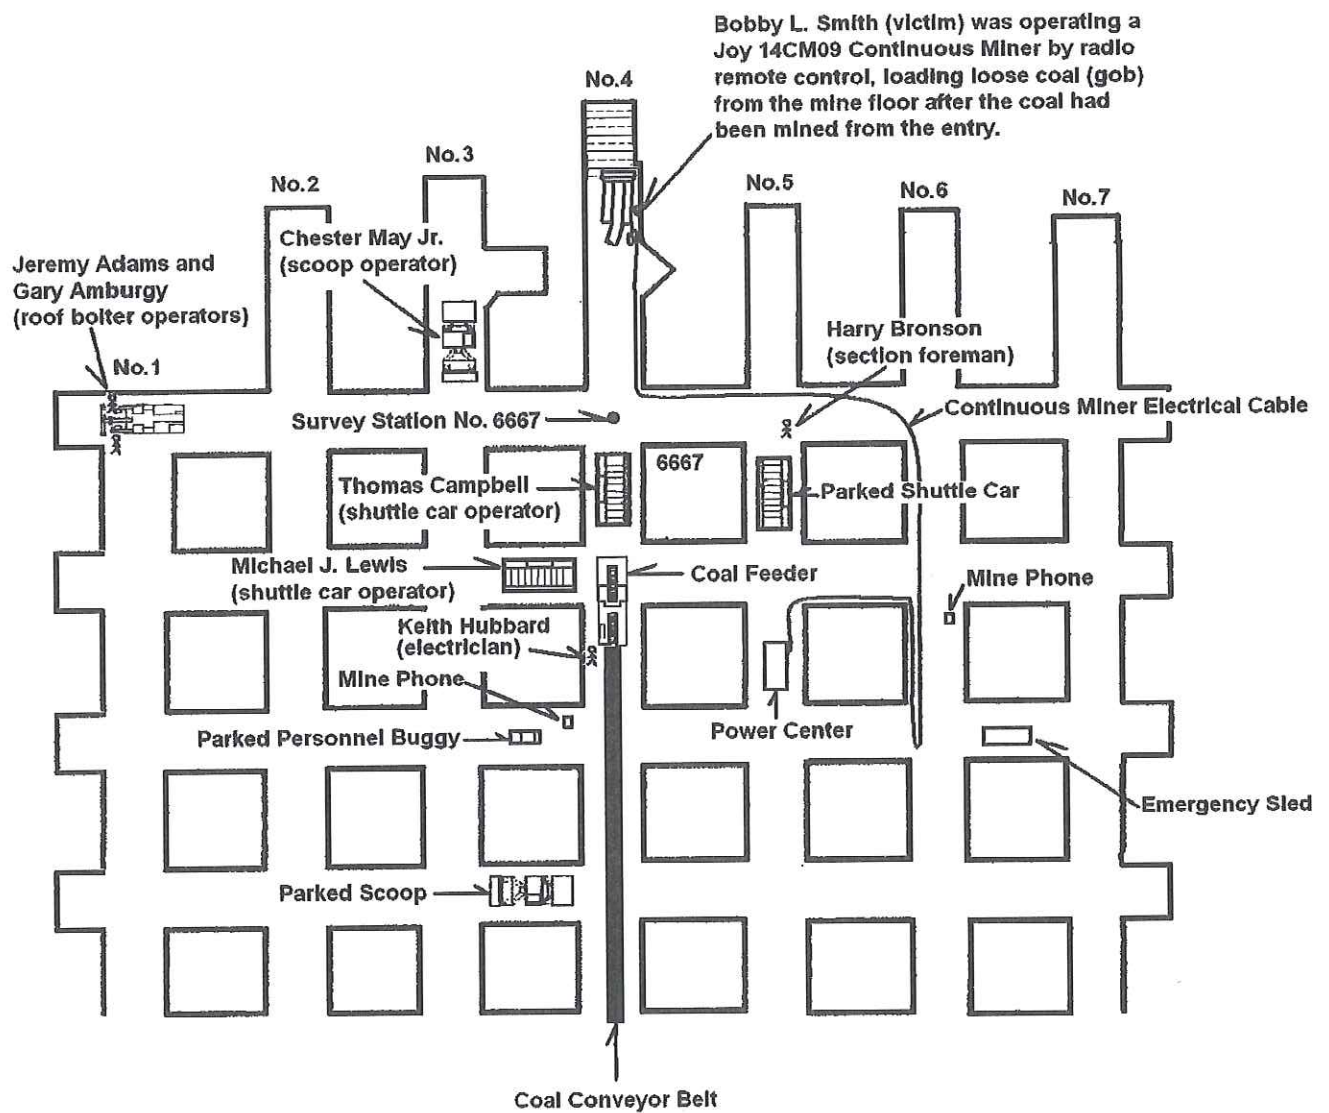 Bobby L. Smith (victim) was operating a
Joy 14CM09 Continuous Miner by radio
remote control, loading loose coal (gob)
from the mine floor after the coal had
been mined from the entry.
No.4
No.3
No.2
No.5
No.6
No.7
Chester May Jr.
(scoop operator)
Jeremy Adams and
Gary Amburgy
(roof bolter operators)
No.1
Harry Bronson
(section foreman)
Survey Station No. 6667
Continuous Miner Electrical Cable
6667
Thomas Campbell
(shuttle car operator)
Parked Shuttle Car
Michael J. Lewis
(shuttle car operator)
Coal Feeder
Mine Phone
Keith Hubbard
(electrician)
Mine Phone
Parked Personnel Buggy
Power Center
Emergency Sled
Parked Scoop
Coal Conveyor Belt